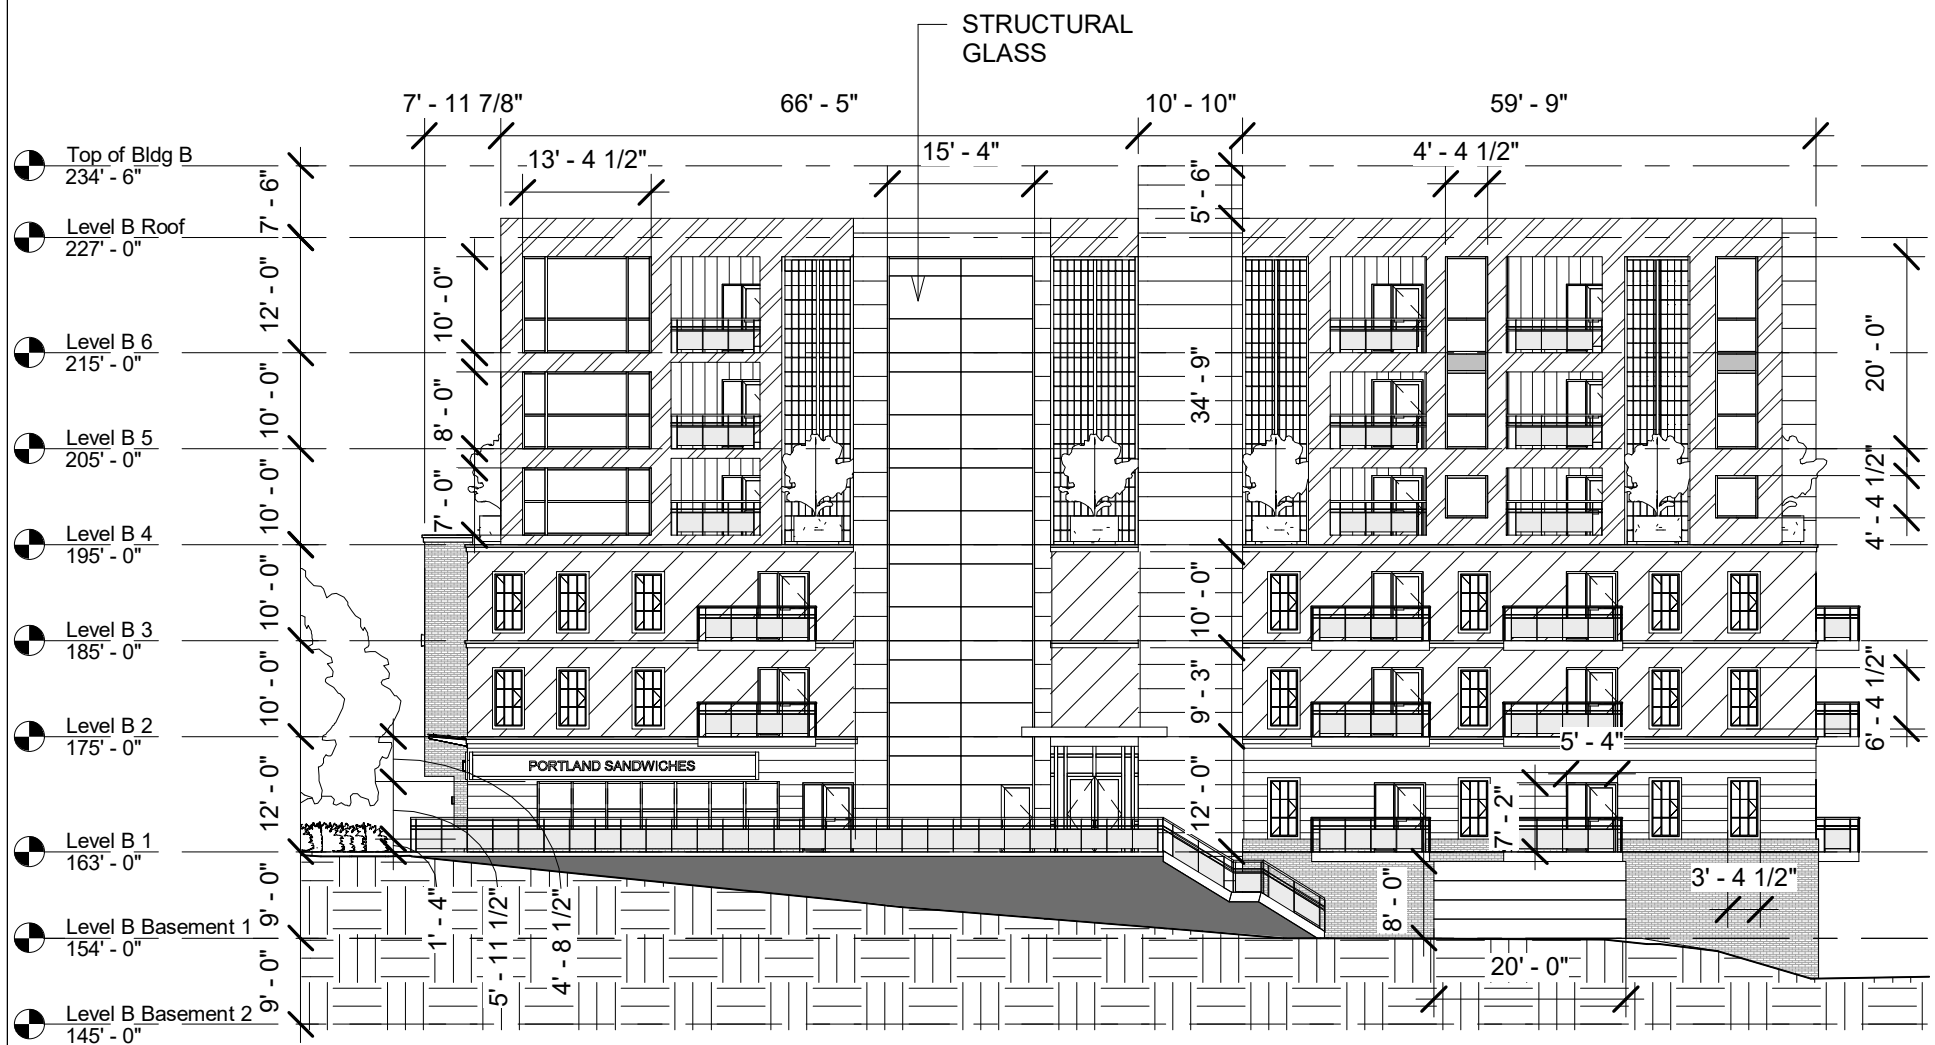 STRUCTURAL
GLASS
7' - 11 7/8"
66' - 5"
10' - 10"
59' - 9"
13' - 4 1/2"
15' - 4"
4' - 4 1/2"
Top of Bldg B
234' - 6"
7' - 6"
5' - 6"
Level B Roof
227' - 0"
12' - 0"
10' - 0"
Level B 6
215' - 0"
20' - 0"
34' - 9"
10' - 0"
8' - 0"
Level B 5
205' - 0"
10' - 0"
7' - 0"
4' - 4 1/2"
Level B 4
195' - 0"
10' - 0"
10' - 0"
Level B 3
185' - 0"
10' - 0"
9' - 3"
6' - 4 1/2"
Level B 2
175' - 0"
5' - 4"
PORTLAND SANDWICHES
12' - 0"
12' - 0"
7' - 2"
Level B 1
163' - 0"
9' - 0"
1' - 4"
5' - 11 1/2"
4' - 8 1/2"
8' - 0"
3' - 4 1/2"
Level B Basement 1
154' - 0"
9' - 0"
20' - 0"
Level B Basement 2
145' - 0"